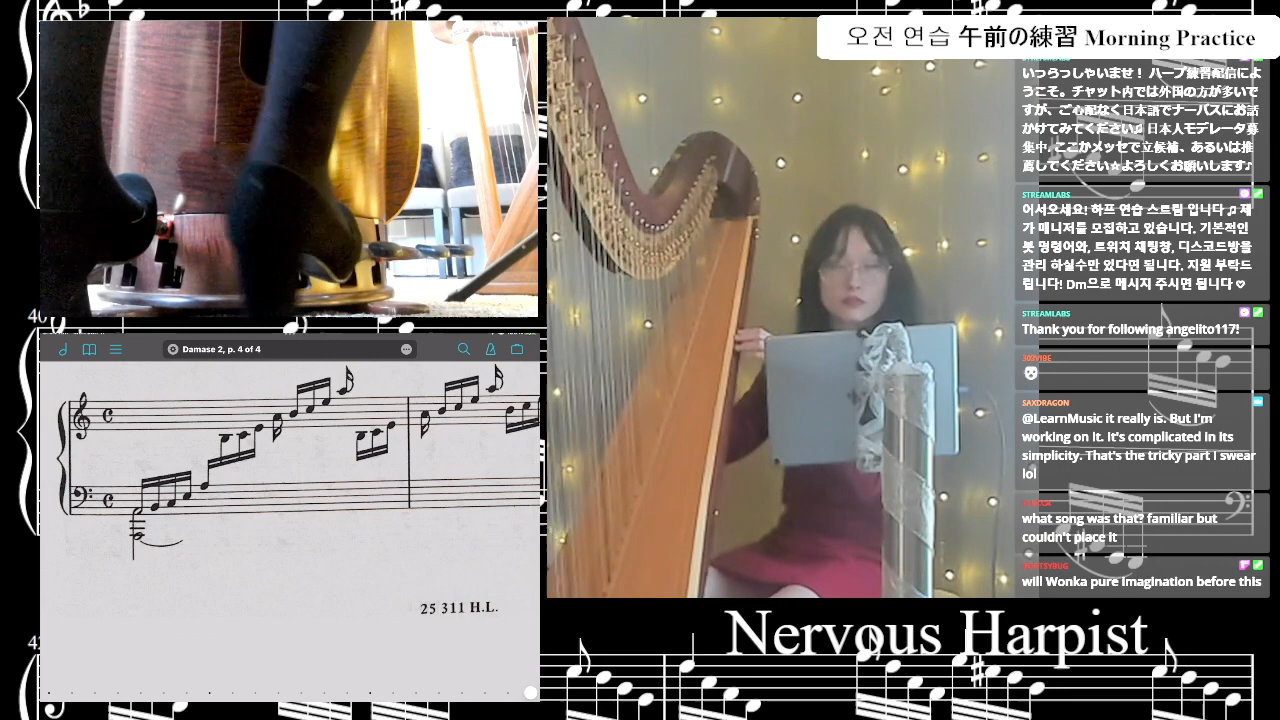 오전 연습 午前の練習 Morning Practice
STREAMLABS
いっらっしゃいませ！ ハープ練習配信によ
うこそ。チャット内では外国の方が多いで
すが、ご心配なく日本語でナーバスにお話
かけてみてください♫ 日本人モデレータ募
集中, ここかメッセで立候補、あるいは推
薦してください☆よろしくお願いします♪
STREAMLABS
어서오세요! 하프 연습 스트림 입니다 ♫ 제
가 매니저를 모집하고 있습니다. 기본적인
봇 명령어와, 트위치 채팅창, 디스코드방을
관리 하실수만 있다면 됩니다. 지원 부탁드
립니다! Dm으로 메시지 주시면 됩니다 ♡
STREAMLABS
Thank you for following angelito117!
303VIBE
SAXDRAGON
@LearnMusic it really is. But I'm
working on it. It's complicated in its
simplicity. That's the tricky part I swear
lol
what song was that? familiar but
couldn't place it
will Wonka pure imagination before this
40
Damase 2, p. 4 of 4
25 311 H.L.
Nervous Harpist
42